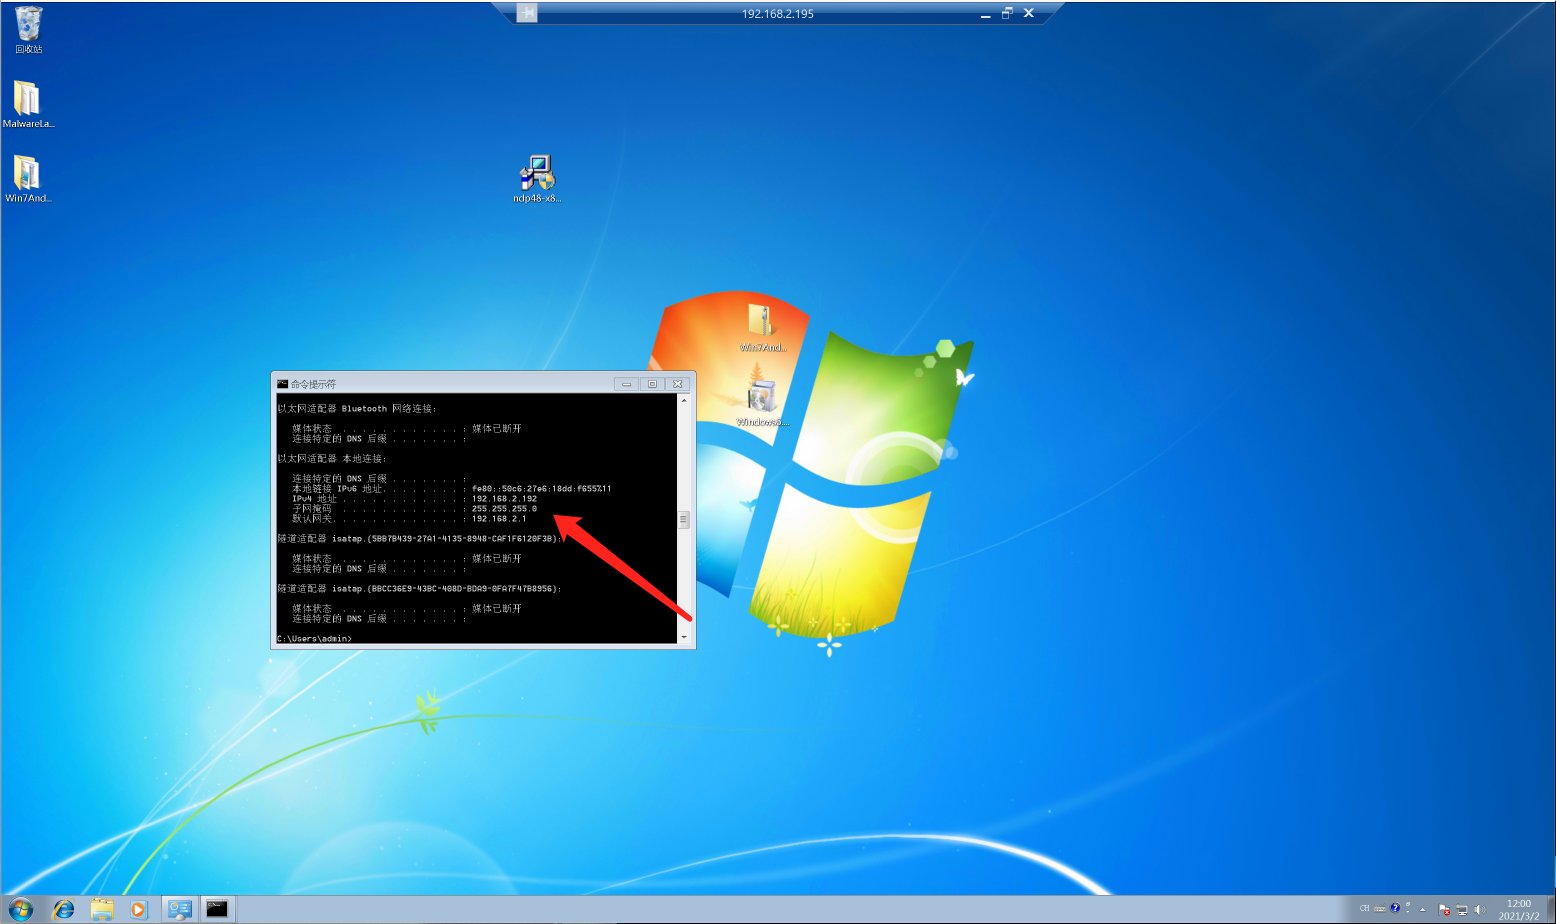 192.168.2.195
回收站
MalwareLa...
Win7And...
ndp48-x8...
Win7And...
Windows6....
命令提示符
以太网适配器 Bluetooth 网络连接:
媒体状态 . . . . . . . . . . . . : 媒体已断开
连接特定的 DNS 后缀 . . . . . . . :
以太网适配器 本地连接:
连接特定的 DNS 后缀 . . . . . . . :
本地链接 IPv6 地址. . . . . . . . : fe80::50c6:27e6:18dd:f655%11
IPv4 地址 . . . . . . . . . . . . : 192.168.2.192
子网掩码 . . . . . . . . . . . . : 255.255.255.0
默认网关. . . . . . . . . . . . . : 192.168.2.1
隧道适配器 isatap.{5BB7B439-27A1-4135-8948-CAF1F6120F3B}:
媒体状态 . . . . . . . . . . . . : 媒体已断开
连接特定的 DNS 后缀 . . . . . . . :
隧道适配器 isatap.{BBCC36E9-43BC-408D-BDA9-0FA7F47B8956}:
媒体状态 . . . . . . . . . . . . : 媒体已断开
连接特定的 DNS 后缀 . . . . . . . :
C:\Users\admin>
CH
12:00
2021/3/2